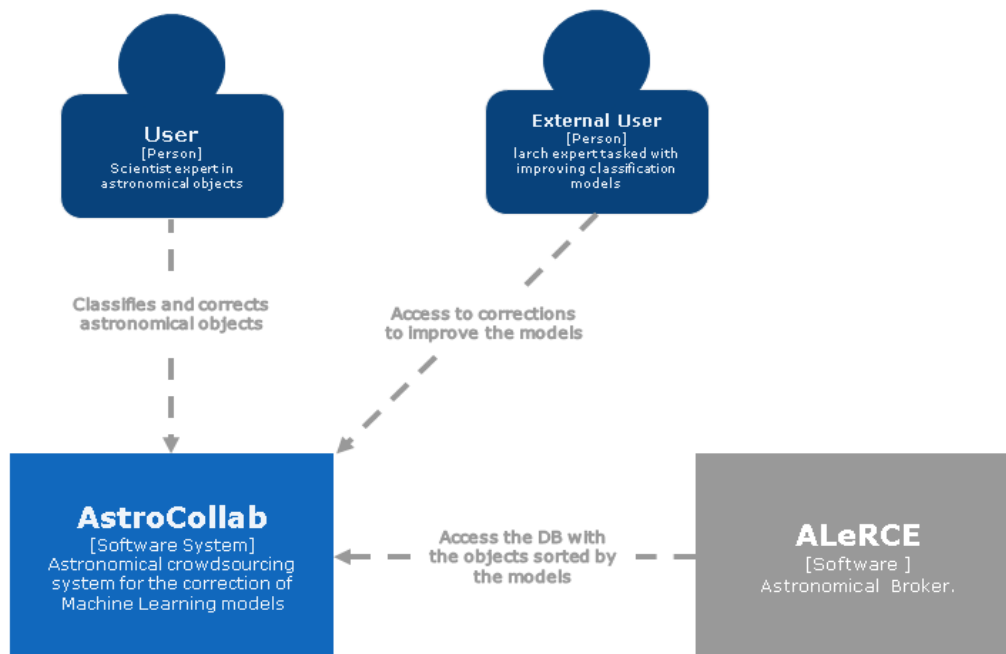 User
[Person]
Scientist expert in
astronomical objects
External User
[Person]
larch expert tasked with
improving classification
models
Classifies and corrects
astronomical objects
Access to corrections
to improve the models
AstroCollab
[Software System]
Astronomical crowdsourcing
system for the correction of
Machine Learning models
Access the DB with
the objects sorted by
the models
ALeRCE
[Software ]
Astronomical Broker.